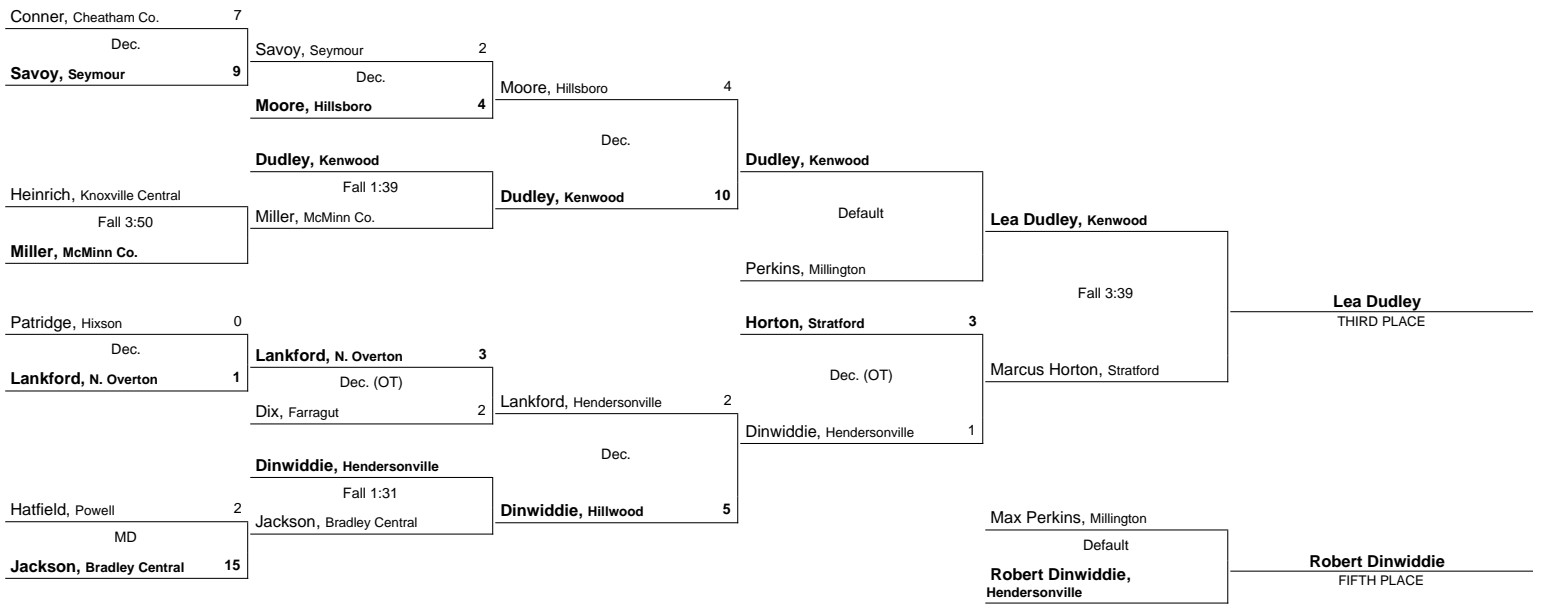 Conner, Cheatham Co. 7
Dec.
Savoy, Seymour 9
Heinrich, Knoxville Central
Fall 3:50
Miller, McMinn Co.
Patridge, Hixson 0
Dec.
Lankford, N. Overton 1
Hatfield, Powell 2
MD
Jackson, Bradley Central 15
Savoy, Seymour 2
Dec.
Moore, Hillsboro 4
Dudley, Kenwood
Fall 1:39
Miller, McMinn Co.
Lankford, N. Overton 3
Dec. (OT)
Dix, Farragut 2
Dinwiddie, Hendersonville
Fall 1:31
Jackson, Bradley Central
Moore, Hillsboro 4
Dec.
Dudley, Kenwood 10
Lankford, Hendersonville 2
Dec.
Dinwiddie, Hillwood 5
Dudley, Kenwood
Default
Perkins, Millington
Horton, Stratford 3
Dec. (OT)
Dinwiddie, Hendersonville 1
Lea Dudley, Kenwood
Fall 3:39
Marcus Horton, Stratford
Lea Dudley
THIRD PLACE
Max Perkins, Millington
Default
Robert Dinwiddie,
Hendersonville
Robert Dinwiddie
FIFTH PLACE